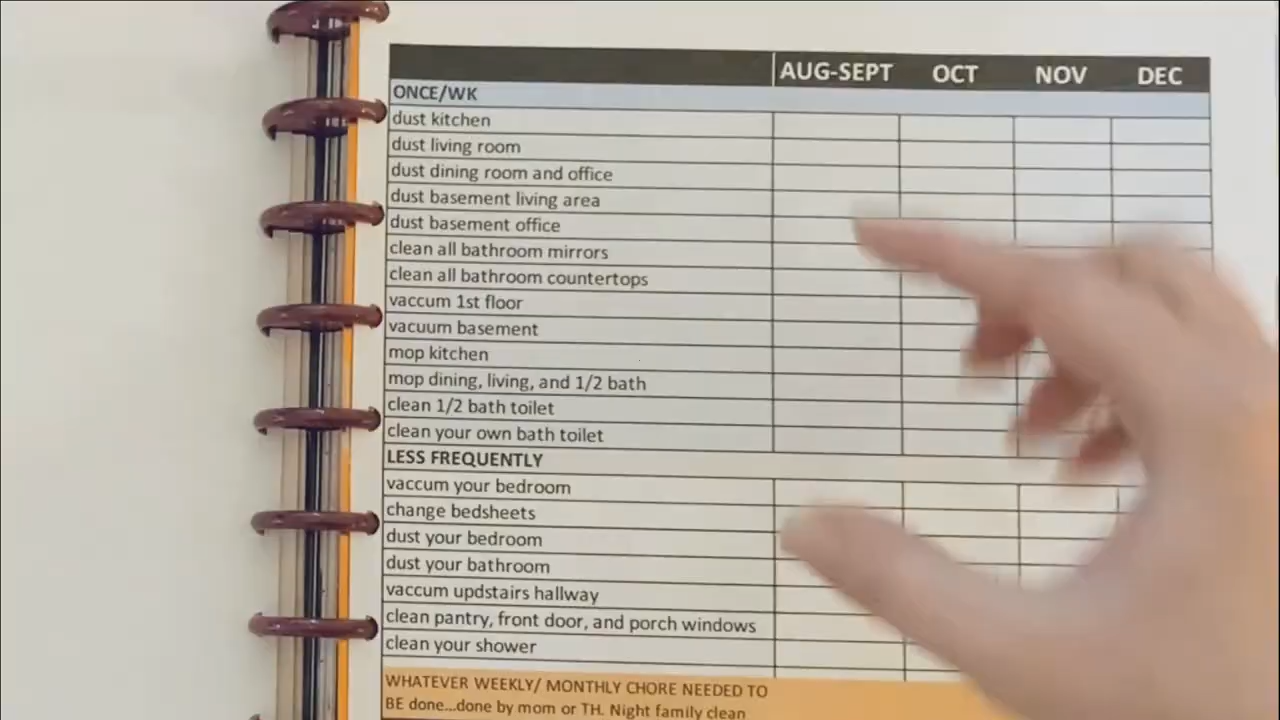 AUG-SEPT OCT NOV DEC
ONCE/WK
dust kitchen
dust living room
dust dining room and office
dust basement living area
dust basement office
clean all bathroom mirrors
clean all bathroom countertops
vaccum 1st floor
vacuum basement
mop kitchen
mop dining, living, and 1/2 bath
clean 1/2 bath toilet
clean your own bath toilet
LESS FREQUENTLY
vaccum your bedroom
change bedsheets
dust your bedroom
dust your bathroom
vaccum updstairs hallway
clean pantry, front door, and porch windows
clean your shower
WHATEVER WEEKLY/ MONTHLY CHORE NEEDED TO
BE done...done by mom or TH. Night family clean